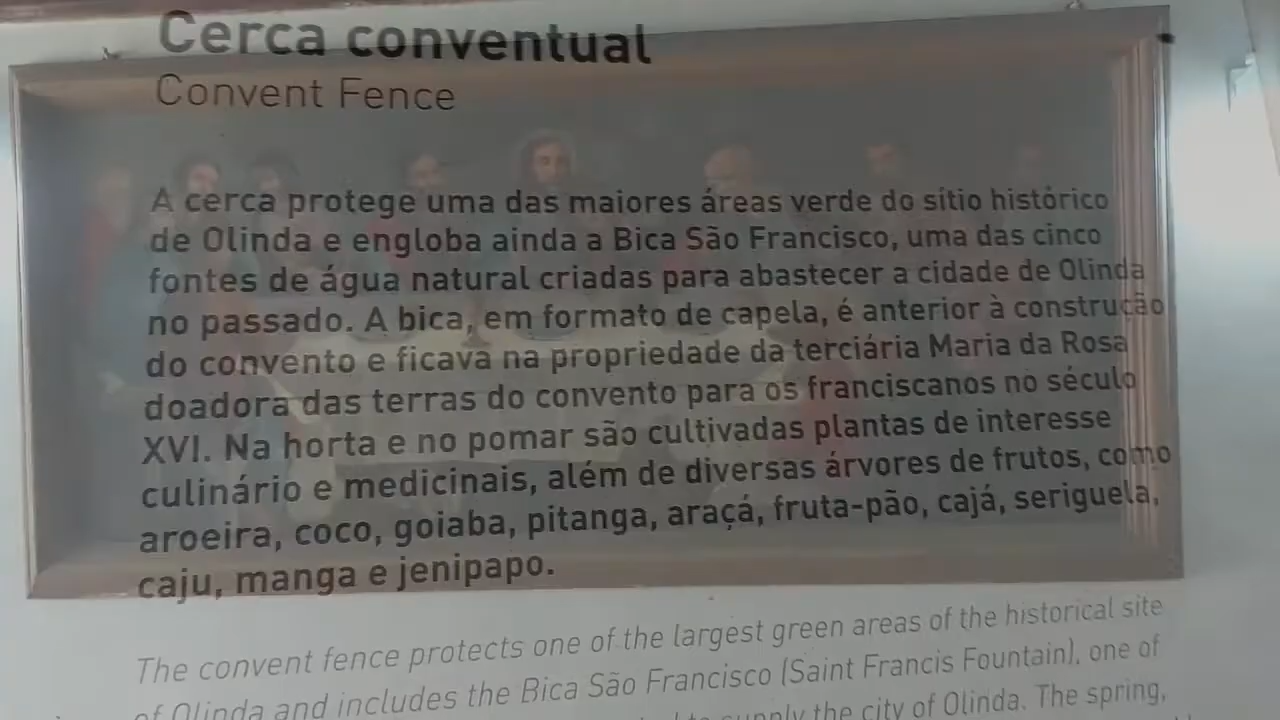 Cerca conventual
Convent Fence
A cerca protege uma das maiores áreas verde do sítio histórico
de Olinda e engloba ainda a Bica São Francisco, uma das cinco
fontes de água natural criadas para abastecer a cidade de Olinda
no passado. A bica, em formato de capela, é anterior à construção
do convento e ficava na propriedade da terciária Maria da Rosa
doadora das terras do convento para os franciscanos no século
XVI. Na horta e no pomar são cultivadas plantas de interesse
culinário e medicinais, além de diversas árvores de frutos, como
aroeira, coco, goiaba, pitanga, araçá, fruta-pão, cajá, seriguela,
caju, manga e jenipapo.
The convent fence protects one of the largest green areas of the historical site
of Olinda and includes the Bica São Francisco (Saint Francis Fountain), one of
to supply the city of Olinda. The spring,